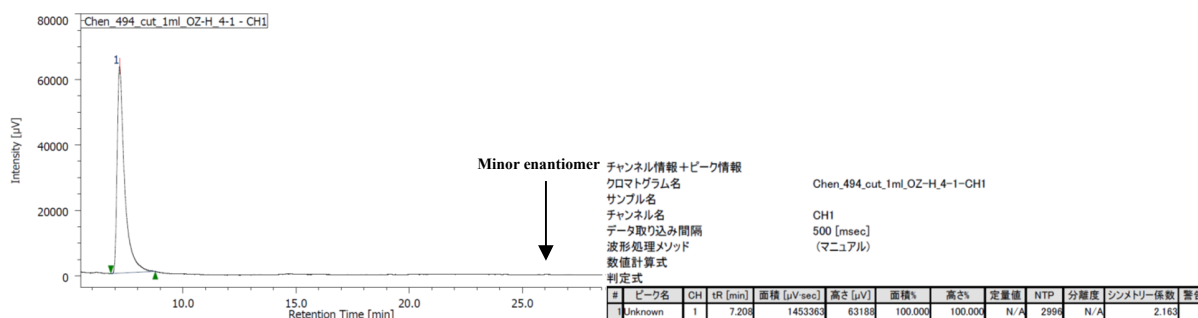 80000
Chen_494_cut_1ml_OZ-H_4-1 - CH1
1
60000
Intensity [µV]
40000
20000
0
10.0 15.0 20.0 25.0
Retention Time [min]
Minor enantiomer
チャンネル情報+ピーク情報
クロマトグラム名 Chen_494_cut_1ml_OZ-H_4-1-CH1
サンプル名
チャンネル名 CH1
データ取り込み間隔 500 [msec]
波形処理メソッド (マニュアル)
数値計算式
判定式
# ピーク名 CH tR [min] 面積 [µV·sec] 高さ [µV] 面積% 高さ% 定量値 NTP 分離度 シンメトリー係数 警告
1 Unknown 1 7.208 1453363 63188 100.000 100.000 N/A 2996 N/A 2.163